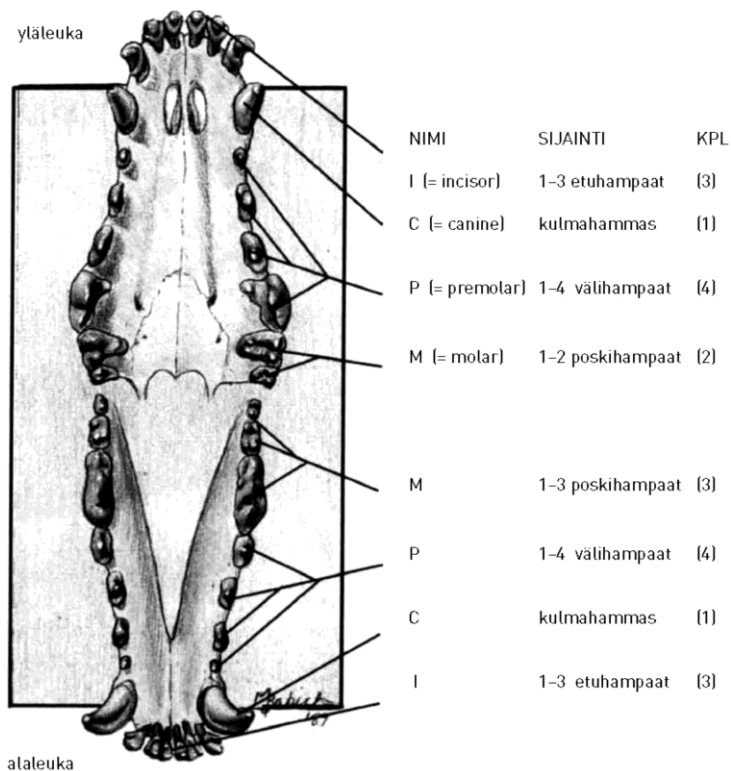 yläleuka
NIMI SIJAINTI KPL
I (= incisor) 1–3 etuhampaat (3)
C (= canine) kulmahammas (1)
P (= premolar) 1–4 välihampaat (4)
M (= molar) 1–2 poskihampaat (2)
M 1–3 poskihampaat (3)
P 1–4 välihampaat (4)
C kulmahammas (1)
I 1–3 etuhampaat (3)
'87
alaleuka